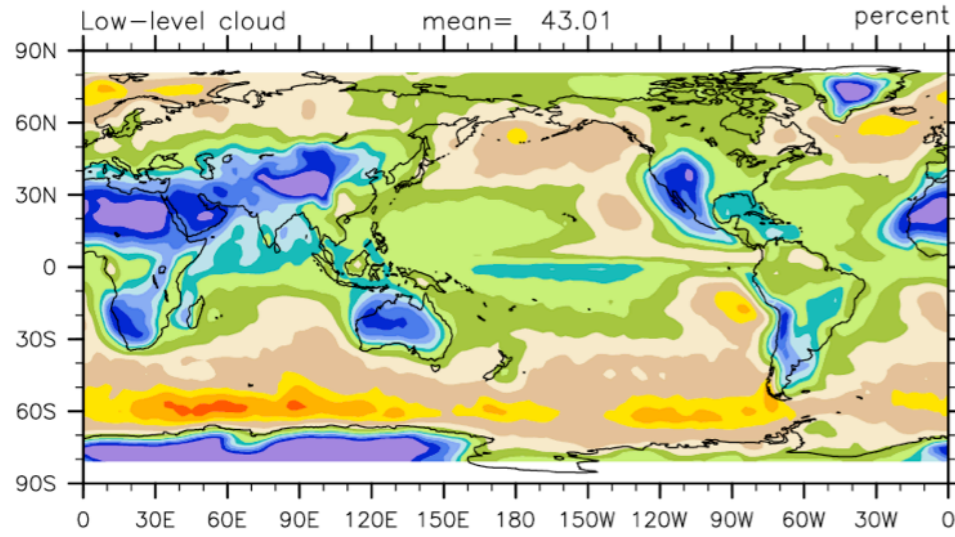 Low-level cloud mean= 43.01 percent
90N
60N
30N
0
30S
60S
90S
0 30E 60E 90E 120E 150E 180 150W 120W 90W 60W 30W 0